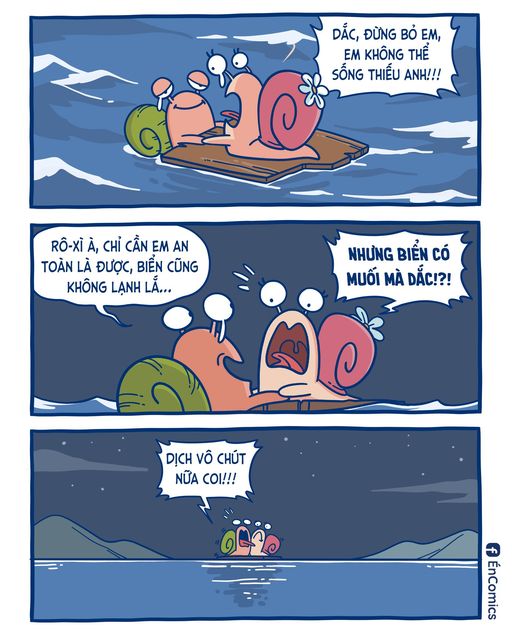 DẮC, ĐỪNG BỎ EM,
EM KHÔNG THỂ
SỐNG THIẾU ANH!!!
RÔ-XÌ À, CHỈ CẦN EM AN
TOÀN LÀ ĐƯỢC, BIỂN CŨNG
KHÔNG LẠNH LẮ...
NHƯNG BIỂN CÓ
MUỐI MÀ DẮC!?!
DỊCH VÔ CHÚT
NỮA COI!!!
ÉnComics